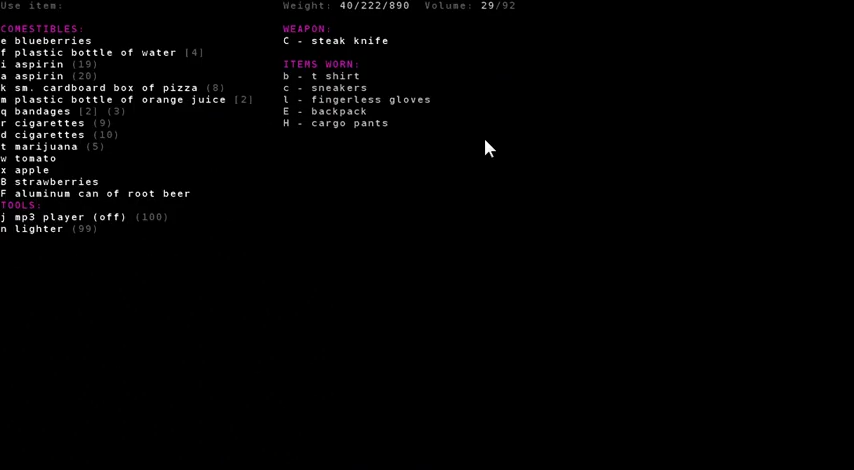 Use item:
Weight: 40/222/890 Volume: 29/92
COMESTIBLES:
e blueberries
f plastic bottle of water [4]
i aspirin (19)
a aspirin (20)
k sm. cardboard box of pizza (8)
m plastic bottle of orange juice [2]
q bandages [2] (3)
r cigarettes (9)
d cigarettes (10)
t marijuana (5)
w tomato
x apple
B strawberries
F aluminum can of root beer
TOOLS:
j mp3 player (off) (100)
n lighter (99)
WEAPON:
C - steak knife
ITEMS WORN:
b - t shirt
c - sneakers
l - fingerless gloves
E - backpack
H - cargo pants